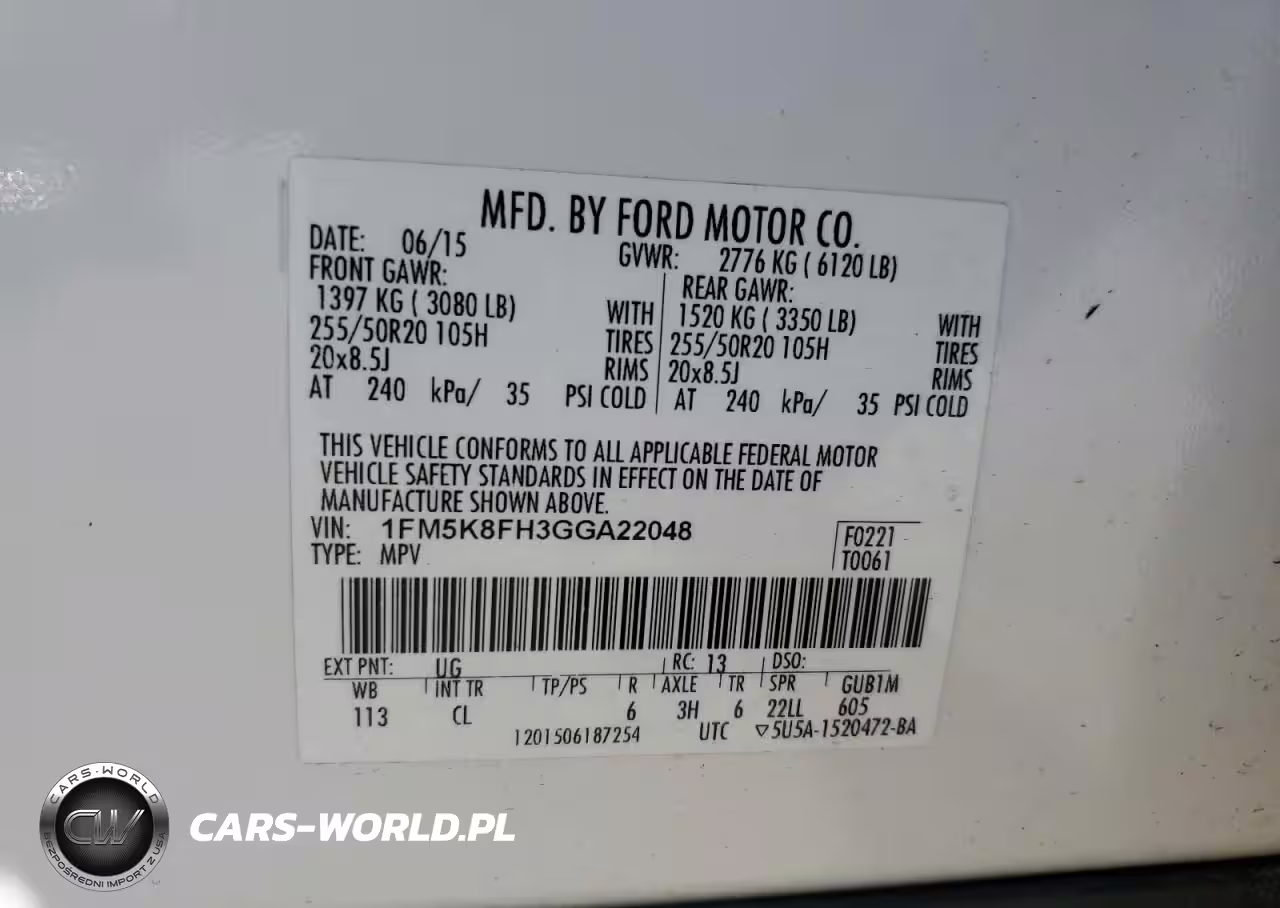 MFD. BY FORD MOTOR CO.
DATE: 06/15 GVWR: 2776 KG ( 6120 LB)
FRONT GAWR: REAR GAWR:
1397 KG ( 3080 LB) WITH 1520 KG ( 3350 LB) WITH
255/50R20 105H TIRES 255/50R20 105H TIRES
20x8.5J RIMS 20x8.5J RIMS
AT 240 kPa/ 35 PSI COLD AT 240 kPa/ 35 PSI COLD
THIS VEHICLE CONFORMS TO ALL APPLICABLE FEDERAL MOTOR
VEHICLE SAFETY STANDARDS IN EFFECT ON THE DATE OF
MANUFACTURE SHOWN ABOVE.
VIN: 1FM5K8FH3GGA22048 F0221
TYPE: MPV T0061
EXT PNT: UG RC: 13 DSO:
WB INT TR TP/PS R AXLE TR SPR GUB1M
113 CL 6 3H 6 22LL 605
1201506187254 UTC ▽5U5A-1520472-BA
CARS-WORLD
CW
BEZPOŚREDNI IMPORT Z USA
CARS-WORLD.PL